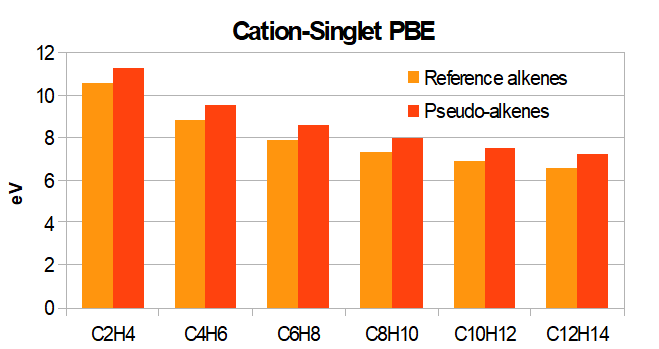 Cation-Singlet PBE
12
10
8
6
4
2
0
eV
Reference alkenes
Pseudo-alkenes
C2H4 C4H6 C6H8 C8H10 C10H12 C12H14